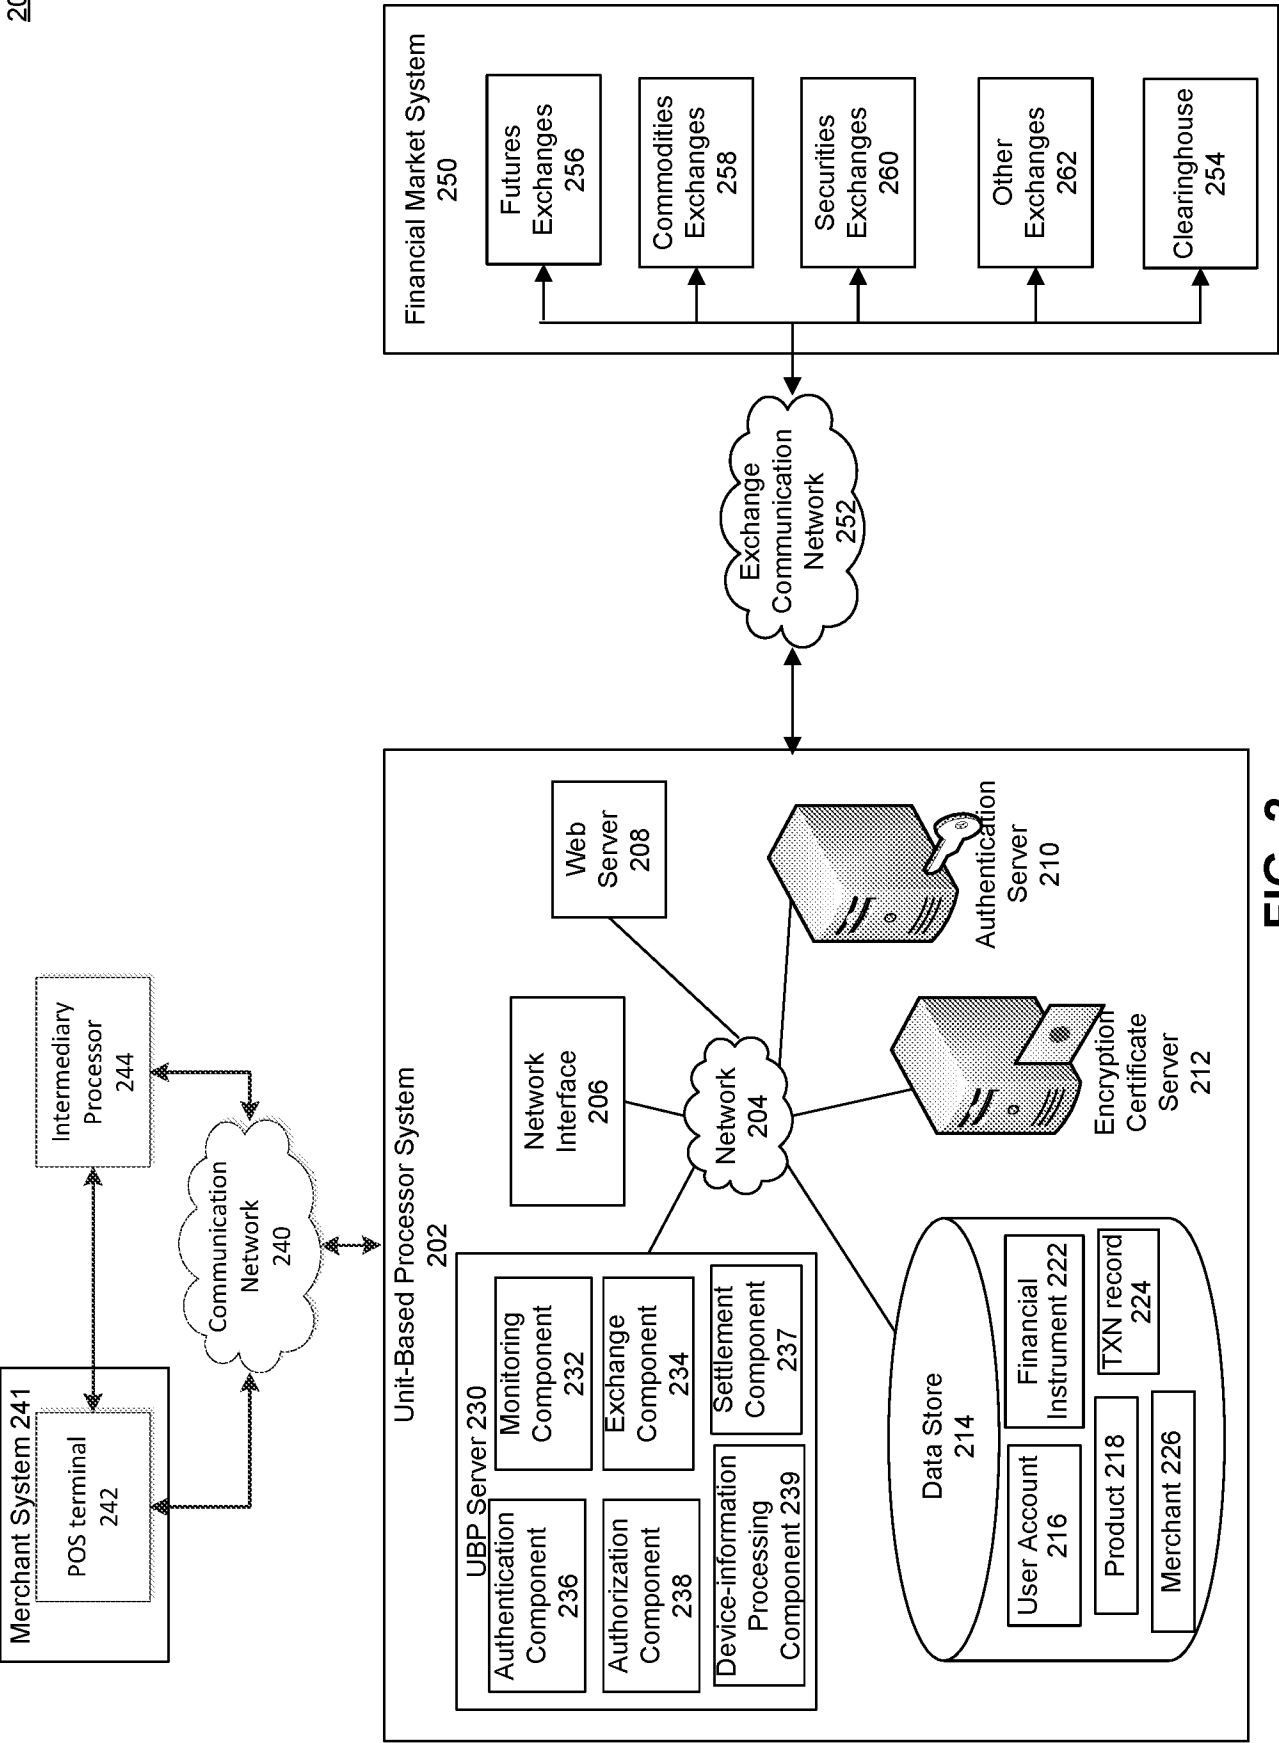 20
Merchant System 241
POS terminal
242
Intermediary
Processor
244
Communication
Network
240
Unit-Based Processor System
202
UBP Server 230
Authentication
Component
236
Monitoring
Component
232
Authorization
Component
238
Exchange
Component
234
Device-information
Processing
Component 239
Settlement
Component
237
Network
Interface
206
Web
Server
208
Network
204
Authentication
Server
210
Encryption
Certificate
Server
212
Data Store
214
User Account
216
Financial
Instrument 222
Product 218
TXN record
224
Merchant 226
Exchange
Communication
Network
252
Financial Market System
250
Futures
Exchanges
256
Commodities
Exchanges
258
Securities
Exchanges
260
Other
Exchanges
262
Clearinghouse
254
FIG.